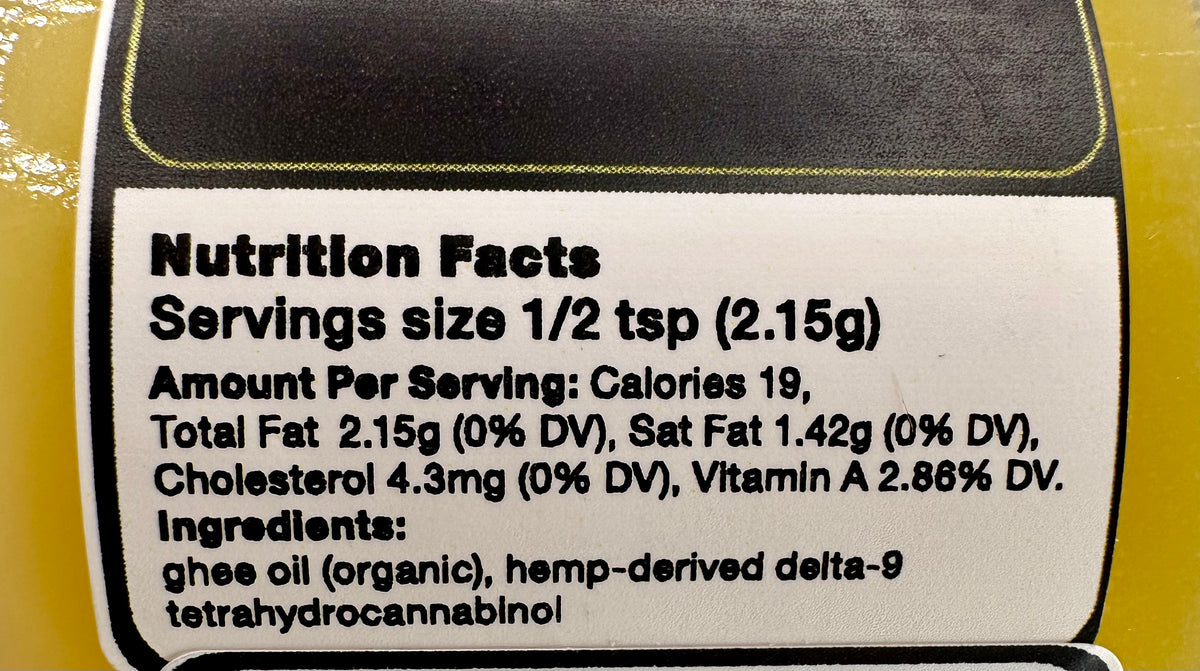 Nutrition Facts
Servings size 1/2 tsp (2.15g)
Amount Per Serving: Calories 19,
Total Fat 2.15g (0% DV), Sat Fat 1.42g (0% DV),
Cholesterol 4.3mg (0% DV), Vitamin A 2.86% DV.
Ingredients:
ghee oil (organic), hemp-derived delta-9
tetrahydrocannabinol